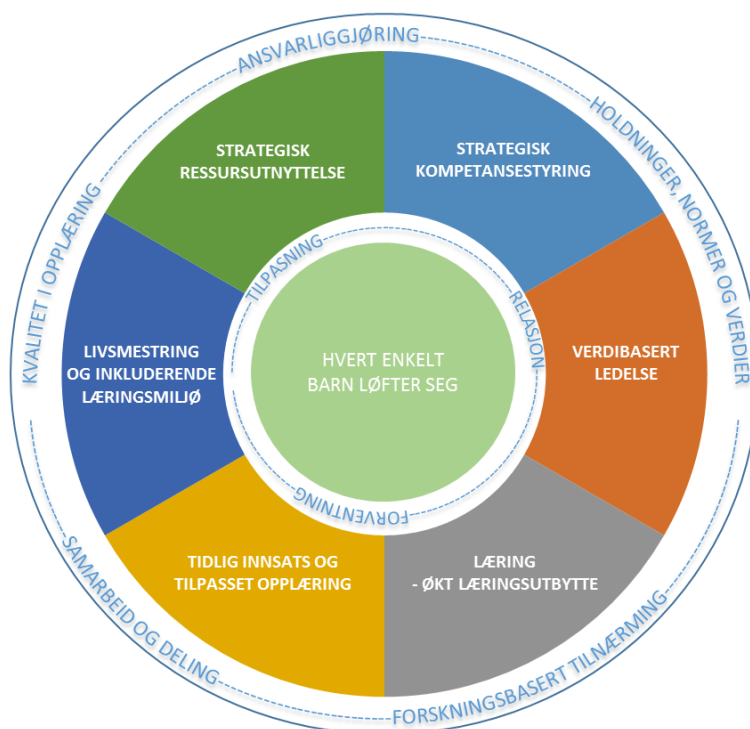 ANSVARLIGGJØRING
HOLDNINGER, NORMER OG VERDIER
KVALITET I OPPLÆRING
STRATEGISK
RESSURSUTNYTTELSE
STRATEGISK
KOMPETANSESTYRING
TILPASNING
RELASJON
LIVSMESTRING
OG INKLUDERENDE
LÆRINGSMILJØ
HVERT ENKELT
BARN LØFTER SEG
VERDIBASERT
LEDELSE
FORVENTNING
TIDLIG INNSATS OG
TILPASSET OPPLÆRING
LÆRING
- ØKT LÆRINGSUTBYTTE
SAMARBEID OG DELING
FORSKNINGSBASERT TILNÆRMING